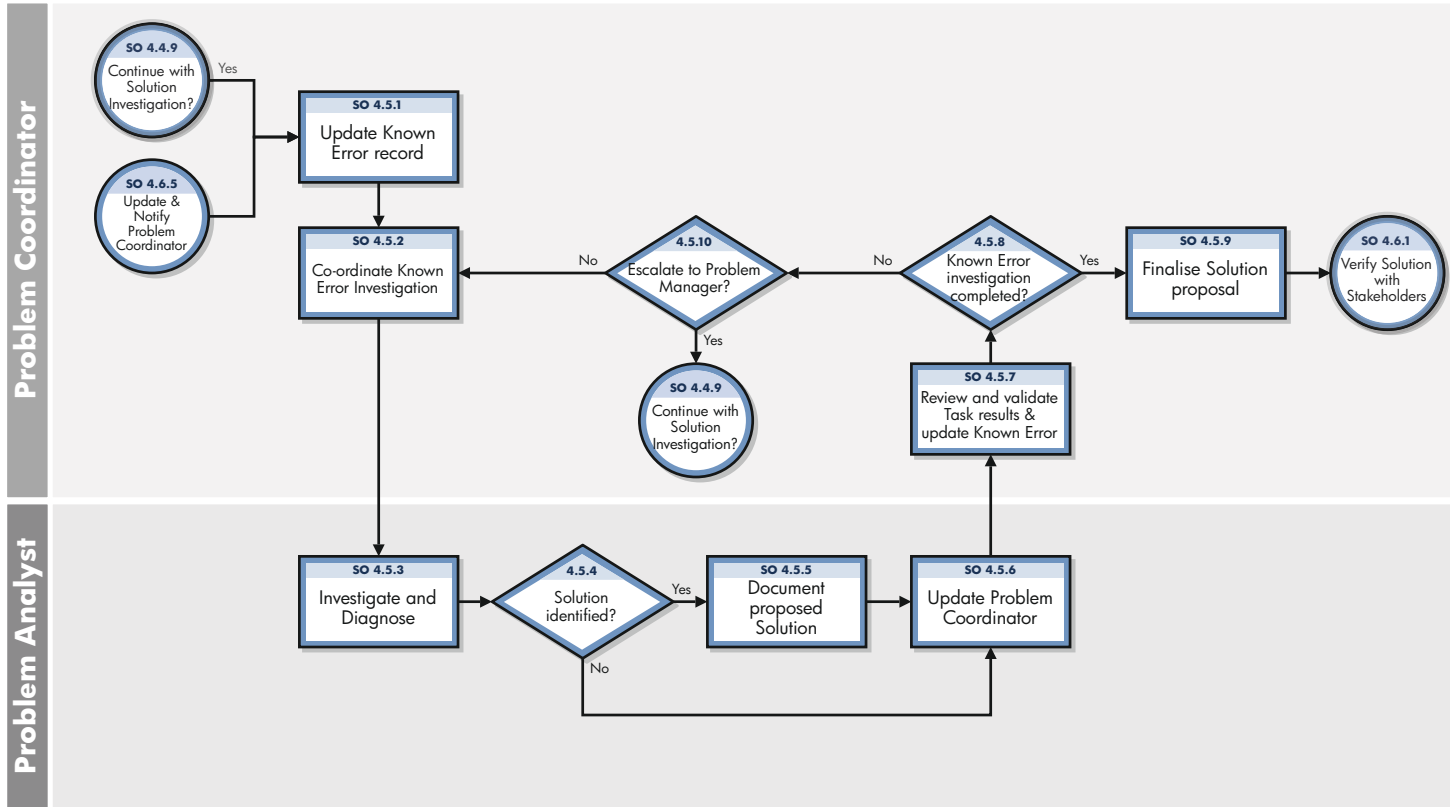 Problem Coordinator
SO 4.4.9
Continue with
Solution
Investigation?
Yes
SO 4.6.5
Update &
Notify
Problem
Coordinator
SO 4.5.1
Update Known
Error record
SO 4.5.2
Co-ordinate Known
Error Investigation
No
4.5.10
Escalate to Problem
Manager?
Yes
SO 4.4.9
Continue with
Solution
Investigation?
No
4.5.8
Known Error
investigation
completed?
Yes
SO 4.5.9
Finalise Solution
proposal
SO 4.6.1
Verify Solution
with
Stakeholders
SO 4.5.7
Review and validate
Task results &
update Known Error
Problem Analyst
SO 4.5.3
Investigate and
Diagnose
4.5.4
Solution
identified?
Yes
No
SO 4.5.5
Document
proposed
Solution
SO 4.5.6
Update Problem
Coordinator